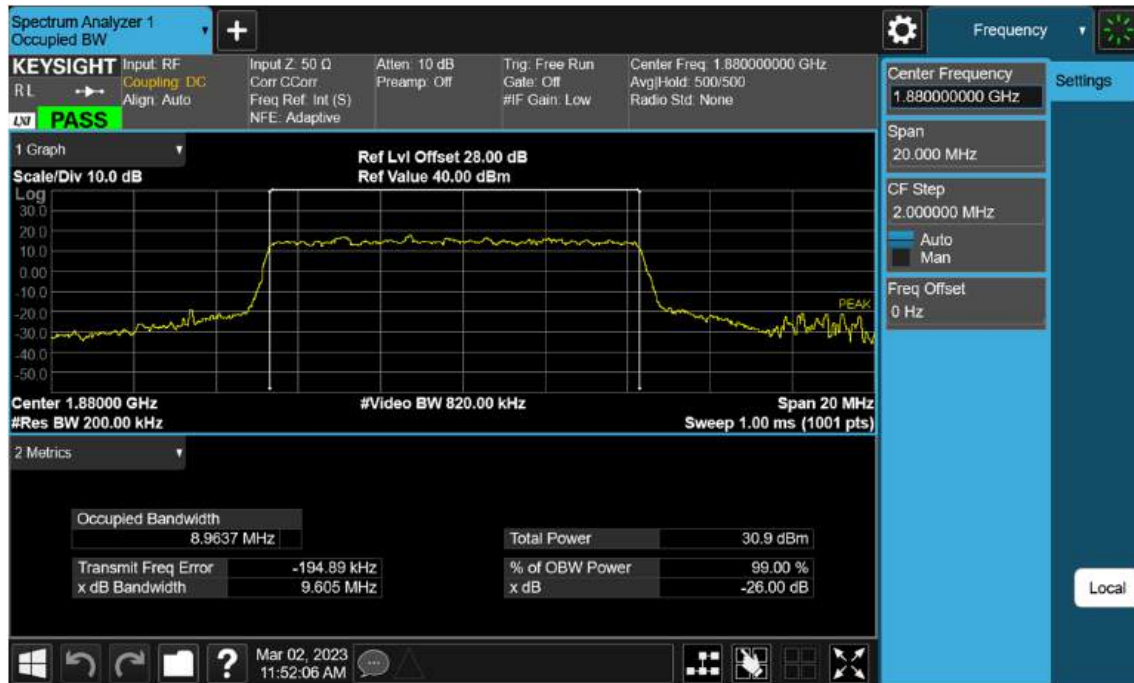 Spectrum Analyzer 1
Occupied BW
+
Frequency
KEYSIGHT
RL
LXI
PASS
Input: RF
Coupling: DC
Align: Auto
Input Z: 50 Ω
Corr CCorr
Freq Ref: Int (S)
NFE: Adaptive
Atten: 10 dB
Preamp: Off
Trig: Free Run
Gate: Off
#IF Gain: Low
Center Freq: 1.880000000 GHz
Avg|Hold: 500/500
Radio Std: None
Center Frequency
1.880000000 GHz
Settings
Span
20.000 MHz
CF Step
2.000000 MHz
Auto
Man
Freq Offset
0 Hz
Local
1 Graph
Scale/Div 10.0 dB
Ref Lvl Offset 28.00 dB
Ref Value 40.00 dBm
Log
30.0
20.0
10.0
0.00
-10.0
-20.0
-30.0
-40.0
-50.0
PEAK
Center 1.88000 GHz
#Video BW 820.00 kHz
Span 20 MHz
#Res BW 200.00 kHz
Sweep 1.00 ms (1001 pts)
2 Metrics
Occupied Bandwidth
8.9637 MHz
Total Power 30.9 dBm
Transmit Freq Error -194.89 kHz
% of OBW Power 99.00 %
x dB Bandwidth 9.605 MHz
x dB -26.00 dB
?
Mar 02, 2023
11:52:06 AM